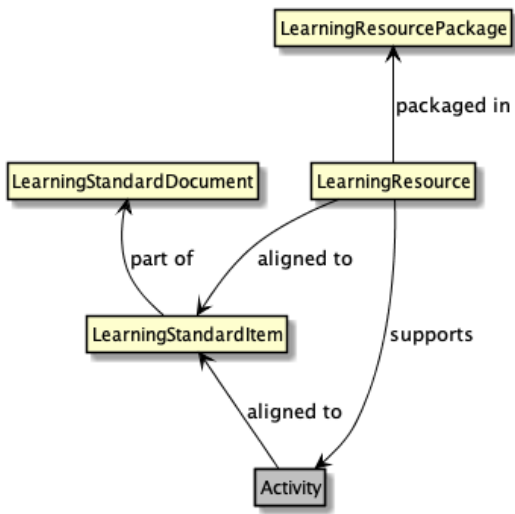 LearningResourcePackage
packaged in
LearningStandardDocument
LearningResource
part of
aligned to
LearningStandardItem
supports
aligned to
Activity